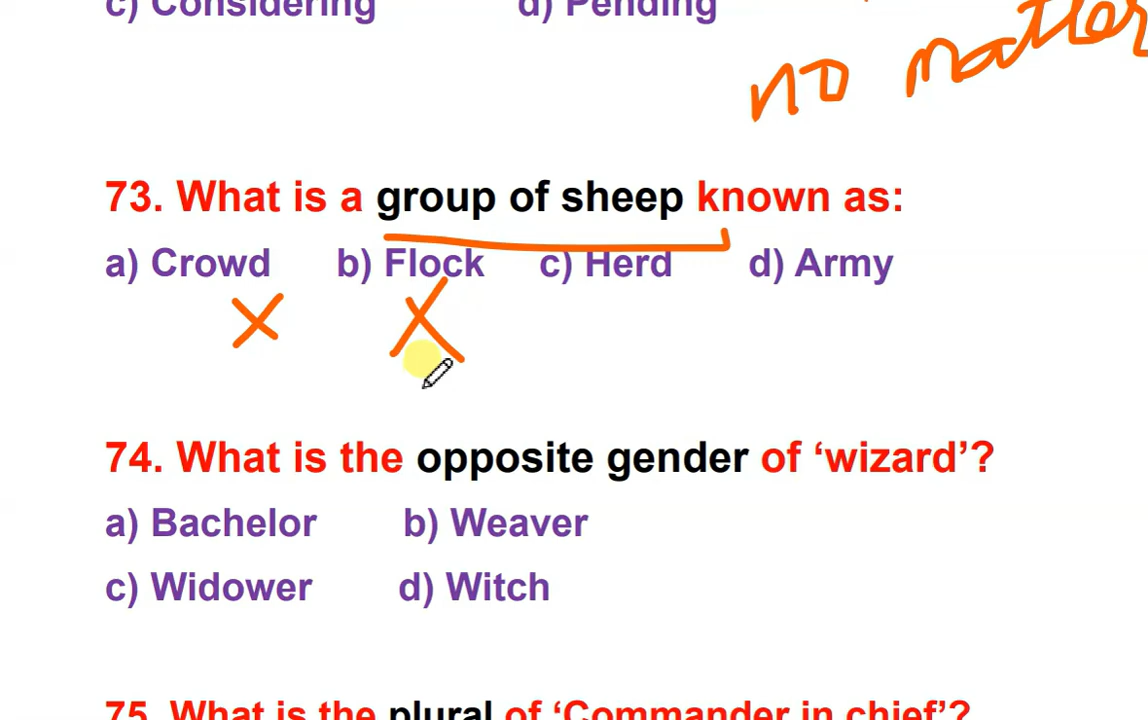 c) Considering d) Pending
no matter
73. What is a group of sheep known as:
a) Crowd b) Flock c) Herd d) Army
74. What is the opposite gender of ‘wizard’?
a) Bachelor b) Weaver
c) Widower d) Witch
75. What is the plural of ‘Commander in chief’?